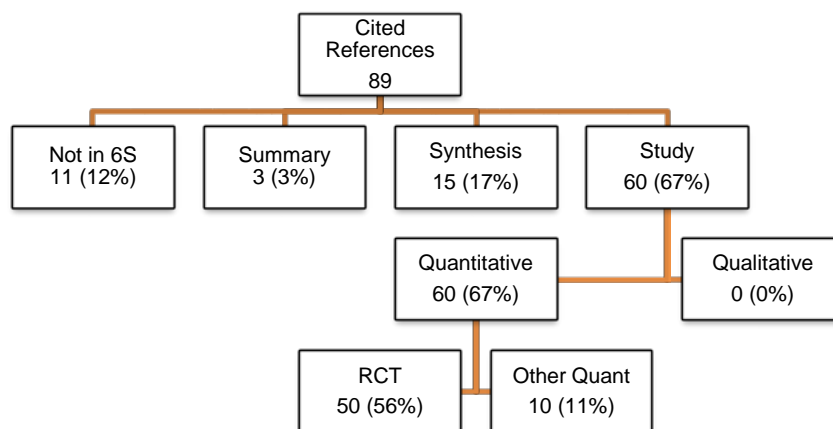 Cited
References
89
Not in 6S
11 (12%)
Summary
3 (3%)
Synthesis
15 (17%)
Study
60 (67%)
Quantitative
60 (67%)
Qualitative
0 (0%)
RCT
50 (56%)
Other Quant
10 (11%)